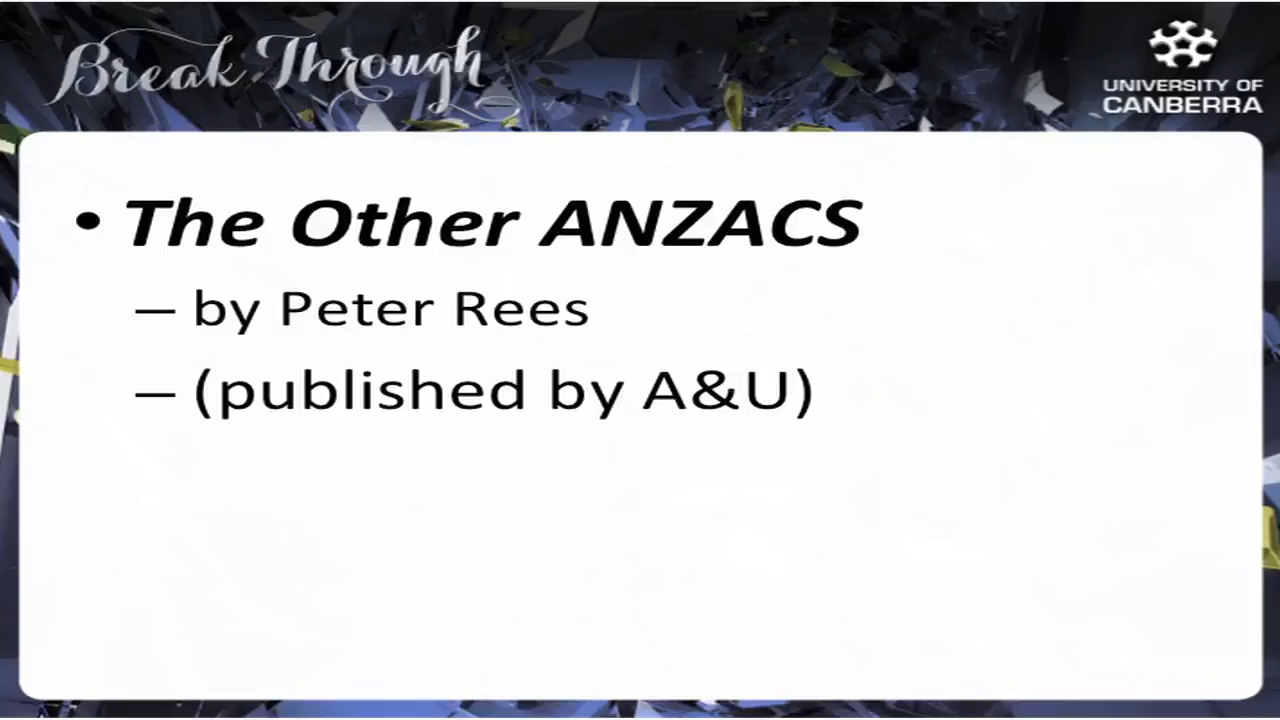 Break Through
UNIVERSITY OF
CANBERRA
• The Other ANZACS
– by Peter Rees
– (published by A&U)